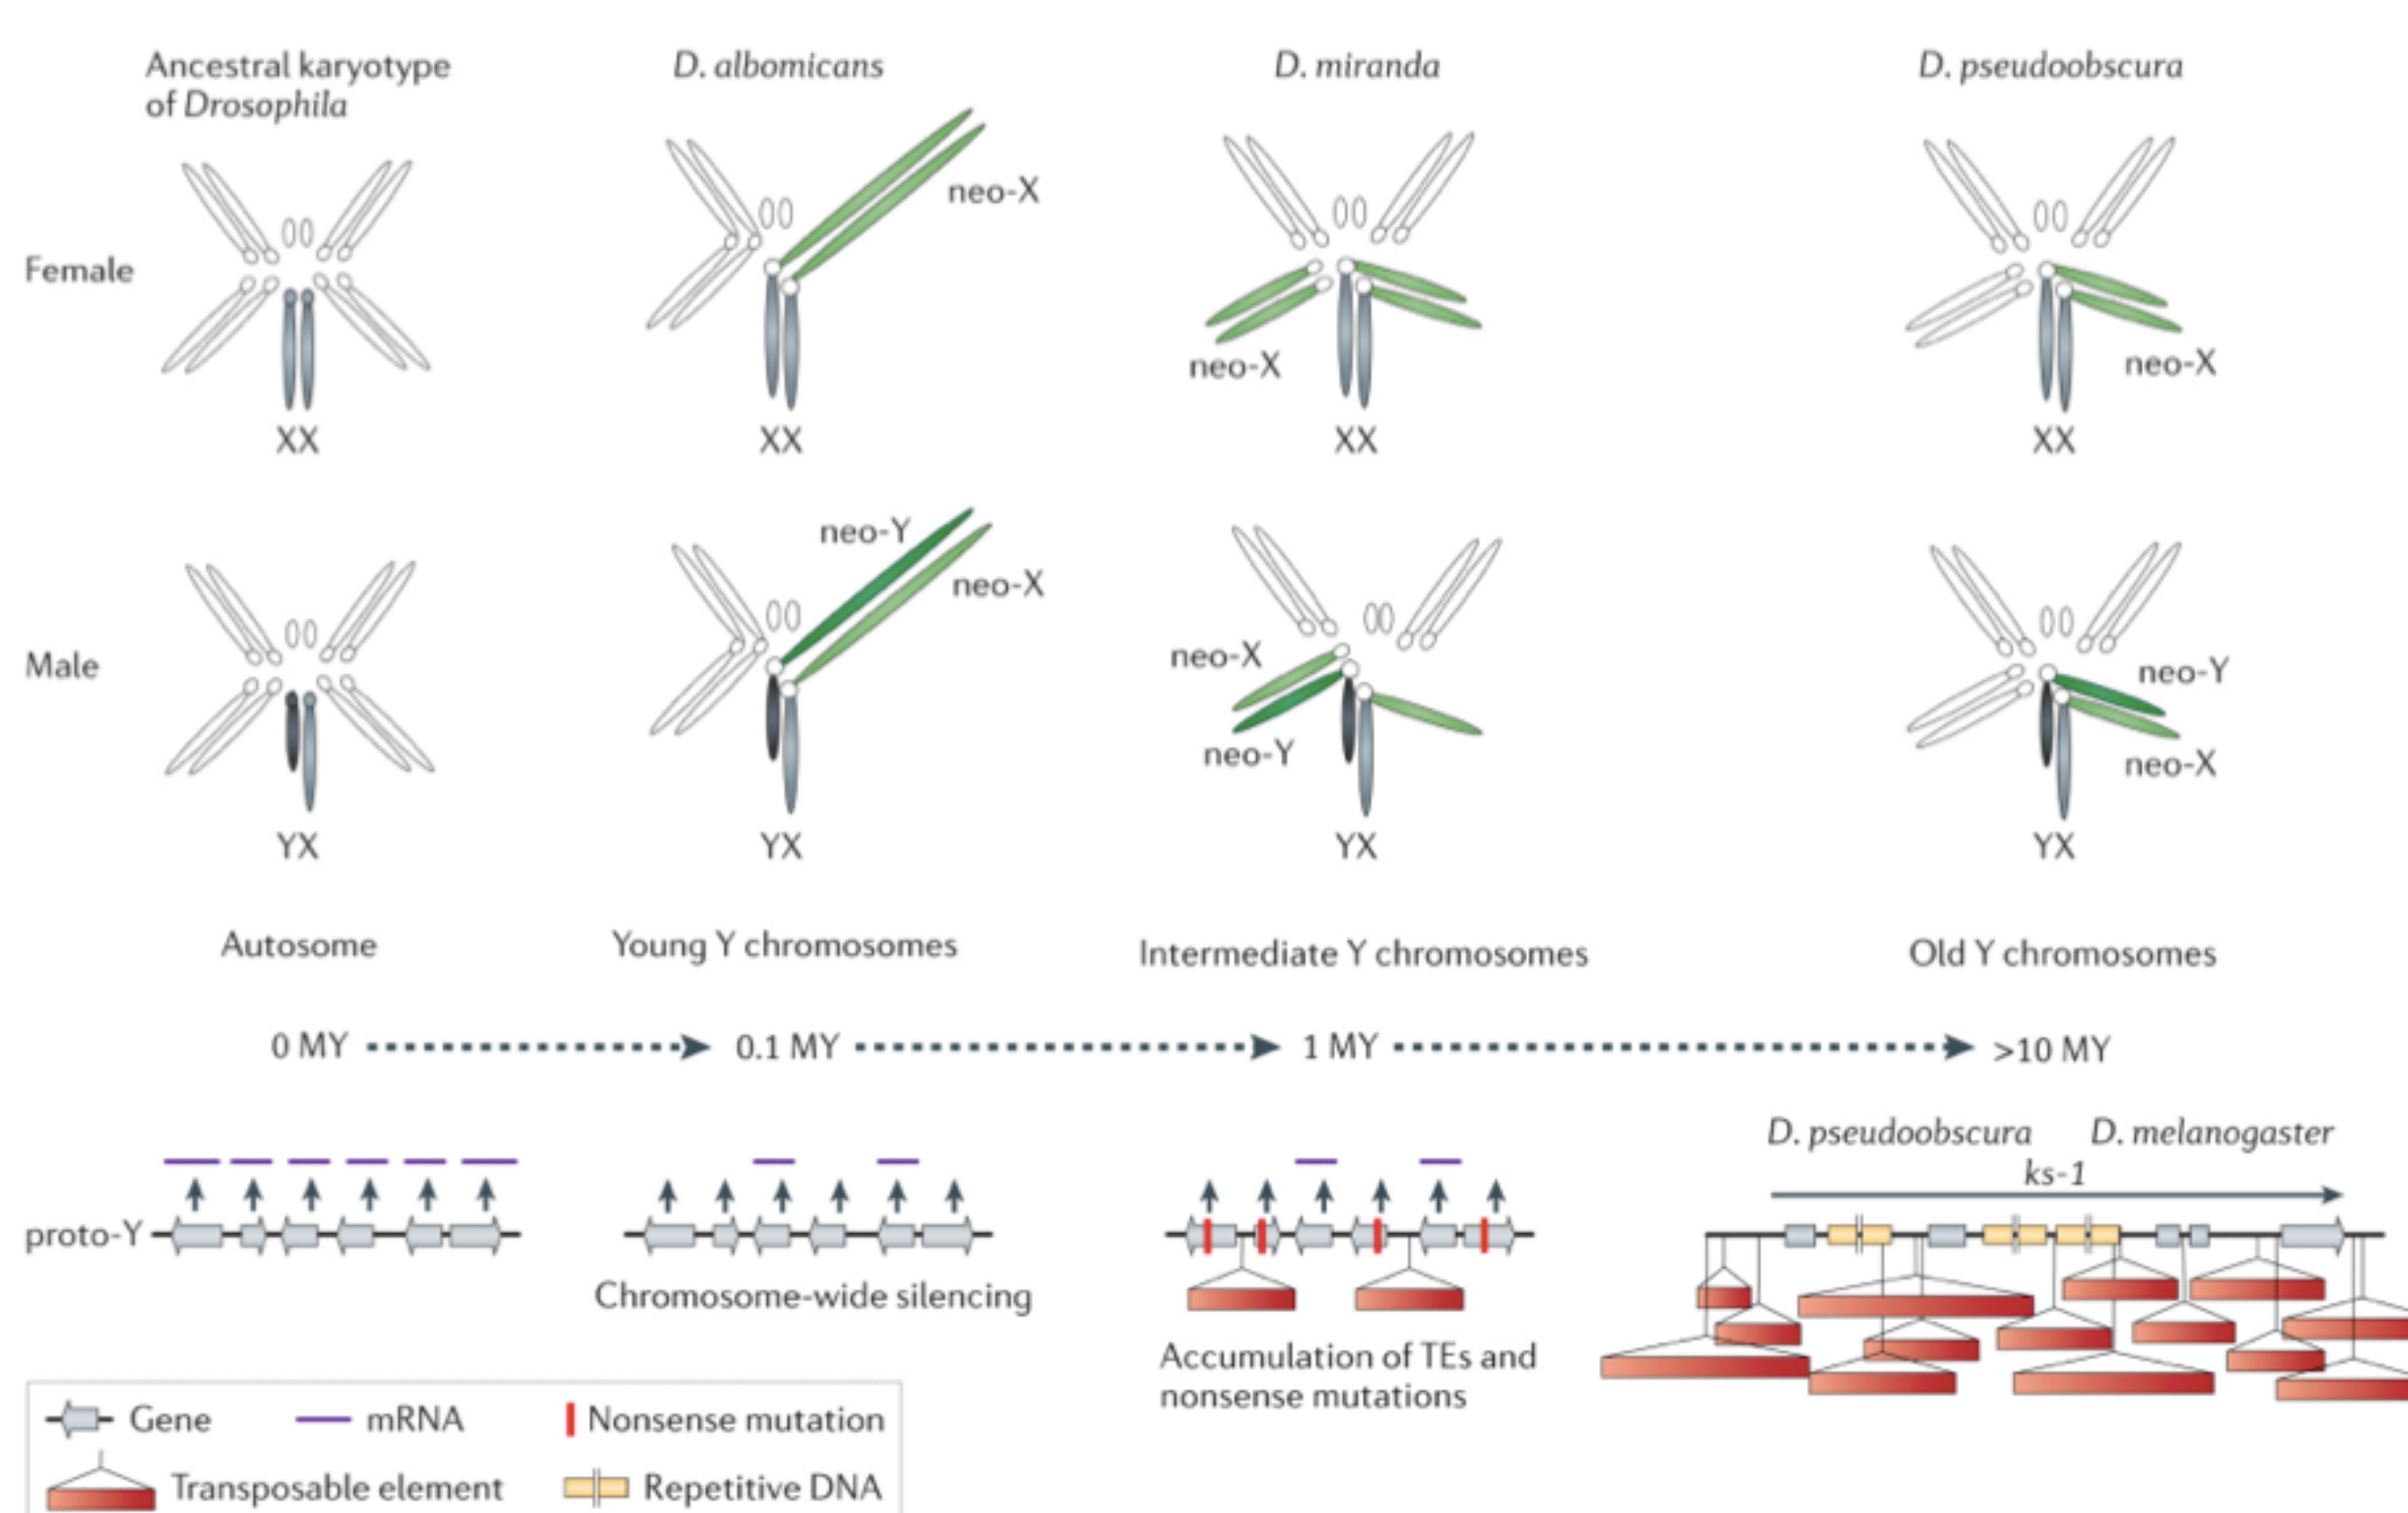 Ancestral karyotype
of Drosophila
D. albomicans
D. miranda
D. pseudoobscura
Female
neo-X
neo-X
neo-X
XX
XX
XX
XX
Male
neo-Y
neo-X
neo-X
neo-Y
neo-Y
neo-X
YX
YX
YX
YX
Autosome
Young Y chromosomes
Intermediate Y chromosomes
Old Y chromosomes
0 MY
0.1 MY
1 MY
>10 MY
D. pseudoobscura
D. melanogaster
ks-1
proto-Y
Chromosome-wide silencing
Accumulation of TEs and
nonsense mutations
Gene
mRNA
Nonsense mutation
Transposable element
Repetitive DNA